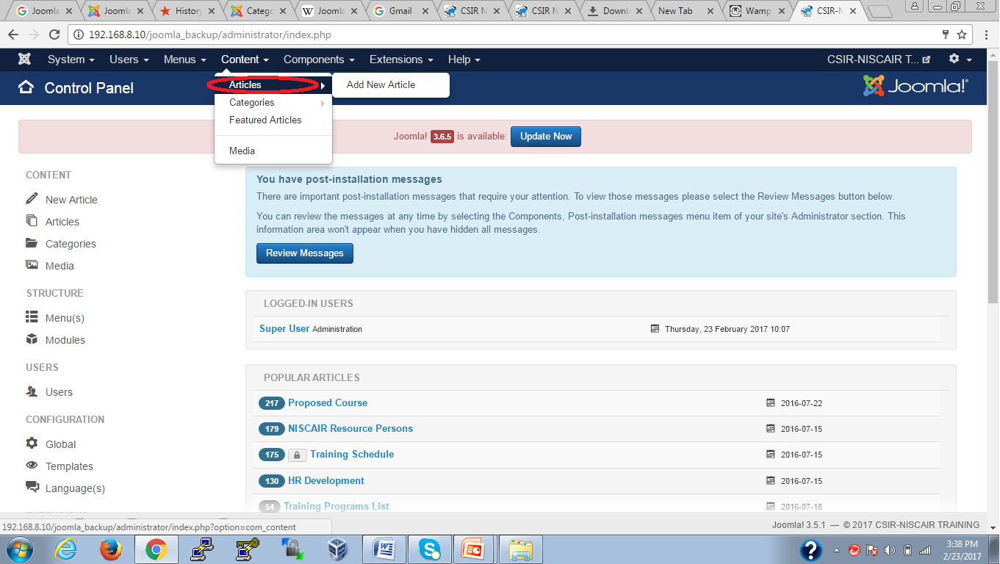 Joomla
Joomla
History
Catego
Joomla
Gmail
CSIR N
CSIR N
Downl
New Tab
Wamp
CSIR-N
192.168.8.10/joomla_backup/administrator/index.php
System Users Menus Content Components Extensions Help CSIR-NISCAIR T...
Control Panel
Joomla!®
Articles
Add New Article
Categories
Featured Articles
Media
Joomla! 3.6.5 is available: Update Now
CONTENT
New Article
Articles
Categories
Media
STRUCTURE
Menu(s)
Modules
USERS
Users
CONFIGURATION
Global
Templates
Language(s)
You have post-installation messages
There are important post-installation messages that require your attention. To view those messages please select the Review Messages button below.
You can review the messages at any time by selecting the Components, Post-installation messages menu item of your site's Administrator section. This
information area won't appear when you have hidden all messages.
Review Messages
LOGGED-IN USERS
Super User Administration Thursday, 23 February 2017 10:07
POPULAR ARTICLES
217 Proposed Course 2016-07-22
179 NISCAIR Resource Persons 2016-07-15
175 Training Schedule 2016-07-15
130 HR Development 2016-07-15
54 Training Programs List 2016-07-18
192.168.8.10/joomla_backup/administrator/index.php?option=com_content
Joomla! 3.5.1 — © 2017 CSIR-NISCAIR TRAINING
3:38 PM
2/23/2017